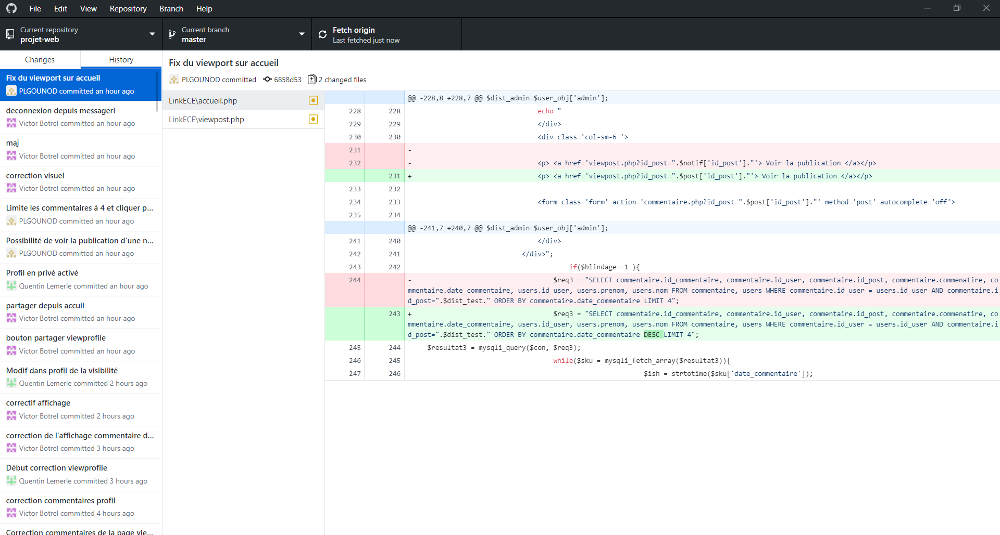 File Edit View Repository Branch Help
Current repository
projet-web
Current branch
master
Fetch origin
Last fetched just now
Changes
History
Fix du viewport sur accueil
PLGOUNOD committed an hour ago
deconnexion depuis messageri
Victor Botrel committed an hour ago
maj
Victor Botrel committed an hour ago
correction visuel
Victor Botrel committed an hour ago
Limite les commentaires à 4 et cliquer p...
PLGOUNOD committed an hour ago
Possibilité de voir la publication d'une n...
PLGOUNOD committed an hour ago
Profil en privé activé
Quentin Lemerle committed an hour ago
partager depuis accuil
Victor Botrel committed an hour ago
bouton partager viewprofile
Victor Botrel committed an hour ago
Modif dans profil de la visibilité
Quentin Lemerle committed 2 hours ago
correctif affichage
Victor Botrel committed 2 hours ago
correction de l'affichage commentaire d...
Victor Botrel committed 3 hours ago
Début correction viewprofile
Quentin Lemerle committed 3 hours ago
correction commentaires profil
Victor Botrel committed 4 hours ago
Correction commentaires de la page vie...
Fix du viewport sur accueil
PLGOUNOD committed 6858d53 2 changed files
LinkECE\accueil.php
LinkECE\viewpost.php
@@ -228,8 +228,7 @@ $dist_admin=$user_obj['admin'];
228 228 echo "
229 229 </div>
230 230 <div class='col-sm-6 '>
231 -
232 - <p> <a href='viewpost.php?id_post=".$notif['id_post']."'> Voir la publication </a></p>
231 + <p> <a href='viewpost.php?id_post=".$post['id_post']."'> Voir la publication </a></p>
233 232
234 233 <form class='form' action='commentaire.php?id_post=".$post['id_post']."' method='post' autocomplete='off'>
235 234
@@ -241,7 +240,7 @@ $dist_admin=$user_obj['admin'];
241 240 </div>
242 241 </div>";
243 242 if($blindage==1 ){
244 - $req3 = "SELECT commentaire.id_commentaire, commentaire.id_user, commentaire.id_post, commentaire.commenatire, co
mmentaire.date_commentaire, users.id_user, users.prenom, users.nom FROM commentaire, users WHERE commentaire.id_user = users.id_user AND commentaire.i
d_post=".$dist_test." ORDER BY commentaire.date_commentaire LIMIT 4";
243 + $req3 = "SELECT commentaire.id_commentaire, commentaire.id_user, commentaire.id_post, commentaire.commenatire, co
mmentaire.date_commentaire, users.id_user, users.prenom, users.nom FROM commentaire, users WHERE commentaire.id_user = users.id_user AND commentaire.i
d_post=".$dist_test." ORDER BY commentaire.date_commentaire DESC LIMIT 4";
245 244 $resultat3 = mysqli_query($con, $req3);
246 245 while($sku = mysqli_fetch_array($resultat3)){
247 246 $ish = strtotime($sku['date_commentaire']);